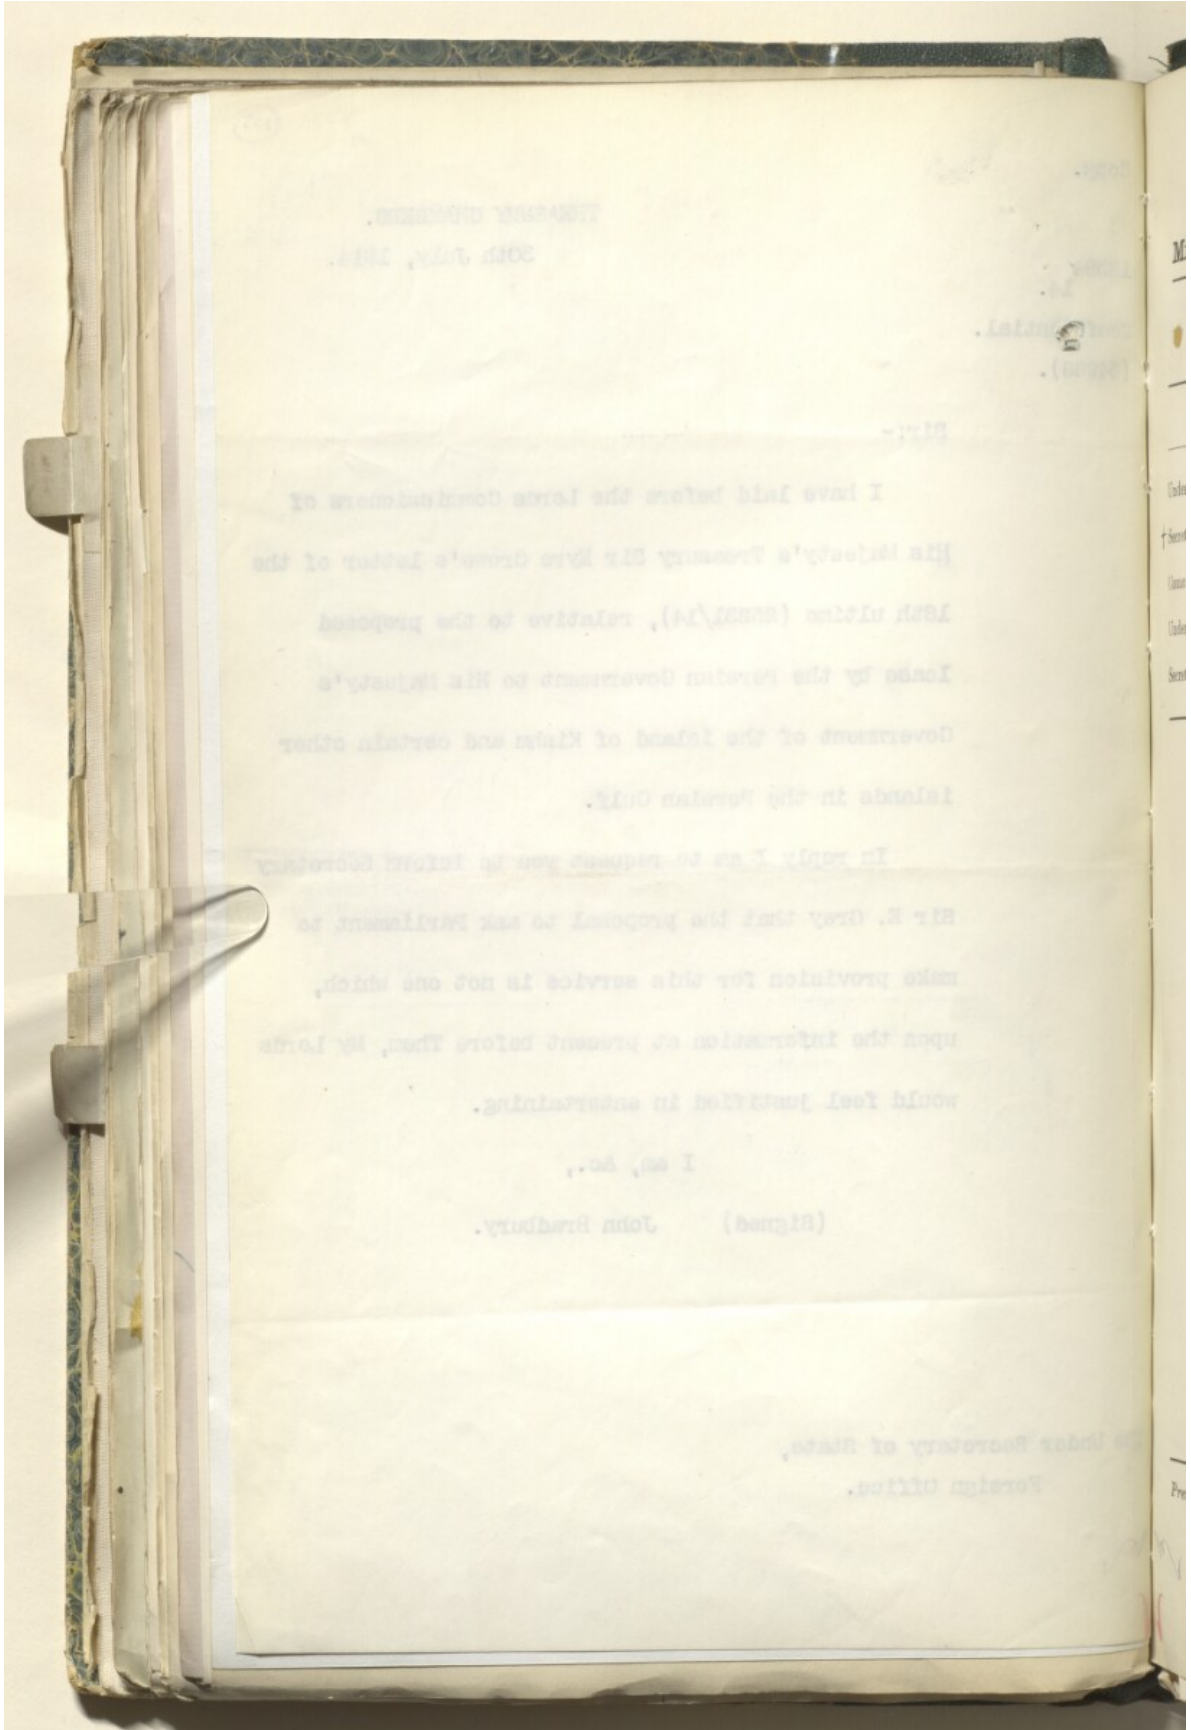 Copy.
TREASURY CHAMBERS.
30th July, 1914.
14.
Confidential.
Sir:-
I have laid before the Lords Commissioners of
His Majesty's Treasury Sir Eyre Crowe's letter of the
18th ultimo (/14), relative to the proposed
lease by the Persian Government to His Majesty's
Government of the island of Kishm and certain other
islands in the Persian Gulf.
In reply I am to request you to inform Secretary
Sir E. Grey that the proposal to ask Parliament to
make provision for this service is not one which,
upon the information at present before Them, My Lords
would feel justified in entertaining.
I am, &c.,
(Signed) John Bradbury.
Under Secretary of State,
Foreign Office.